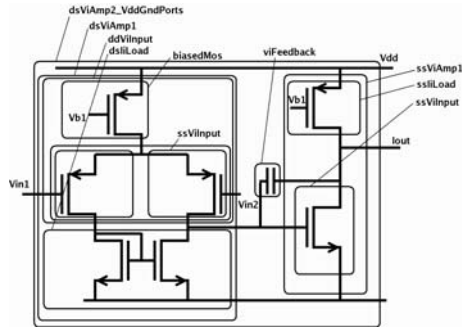 dsViAmp2_VddGndPorts
dsViAmp1
ddViInput
dsIiLoad
biasedMos
viFeedback
Vdd
ssViAmp1
ssIiLoad
ssViInput
Vb1
Vb1
ssViInput
Iout
Vin1
Vin2